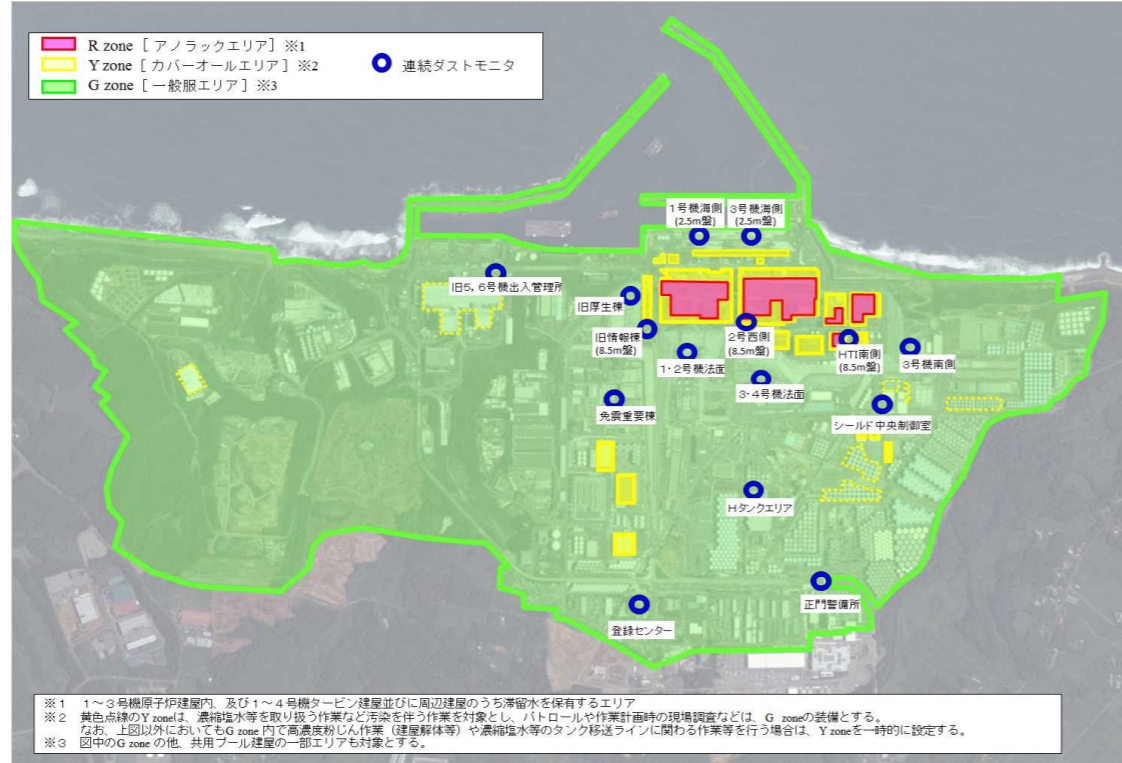 R zone [アノラックエリア]※1
Y zone [カバーオールエリア]※2
G zone [一般服エリア]※3
連続ダストモニタ
1号機海側
(2.5m盤)
3号機海側
(2.5m盤)
旧5,6号機出入管理所
旧厚生棟
旧情報棟
(8.5m盤)
2号西側
(8.5m盤)
HTI南側
(8.5m盤)
3号機南側
1・2号機法面
3・4号機法面
免震重要棟
シールド中央制御室
Hタンクエリア
正門警備所
登録センター
※1 1～3号機原子炉建屋内、及び1～4号機タービン建屋並びに周辺建屋のうち滞留水を保有するエリア
※2 黄色点線のY zoneは、濃縮塩水等を取り扱う作業など汚染を伴う作業を対象とし、パトロールや作業計画時の現場調査などは、G zoneの装備とする。
なお、上図以外においてもG zone 内で高濃度粉じん作業（建屋解体等）や濃縮塩水等のタンク移送ラインに関わる作業等を行う場合は、Y zoneを一時的に設定する。
※3 図中のG zone の他、共用プール建屋の一部エリアも対象とする。